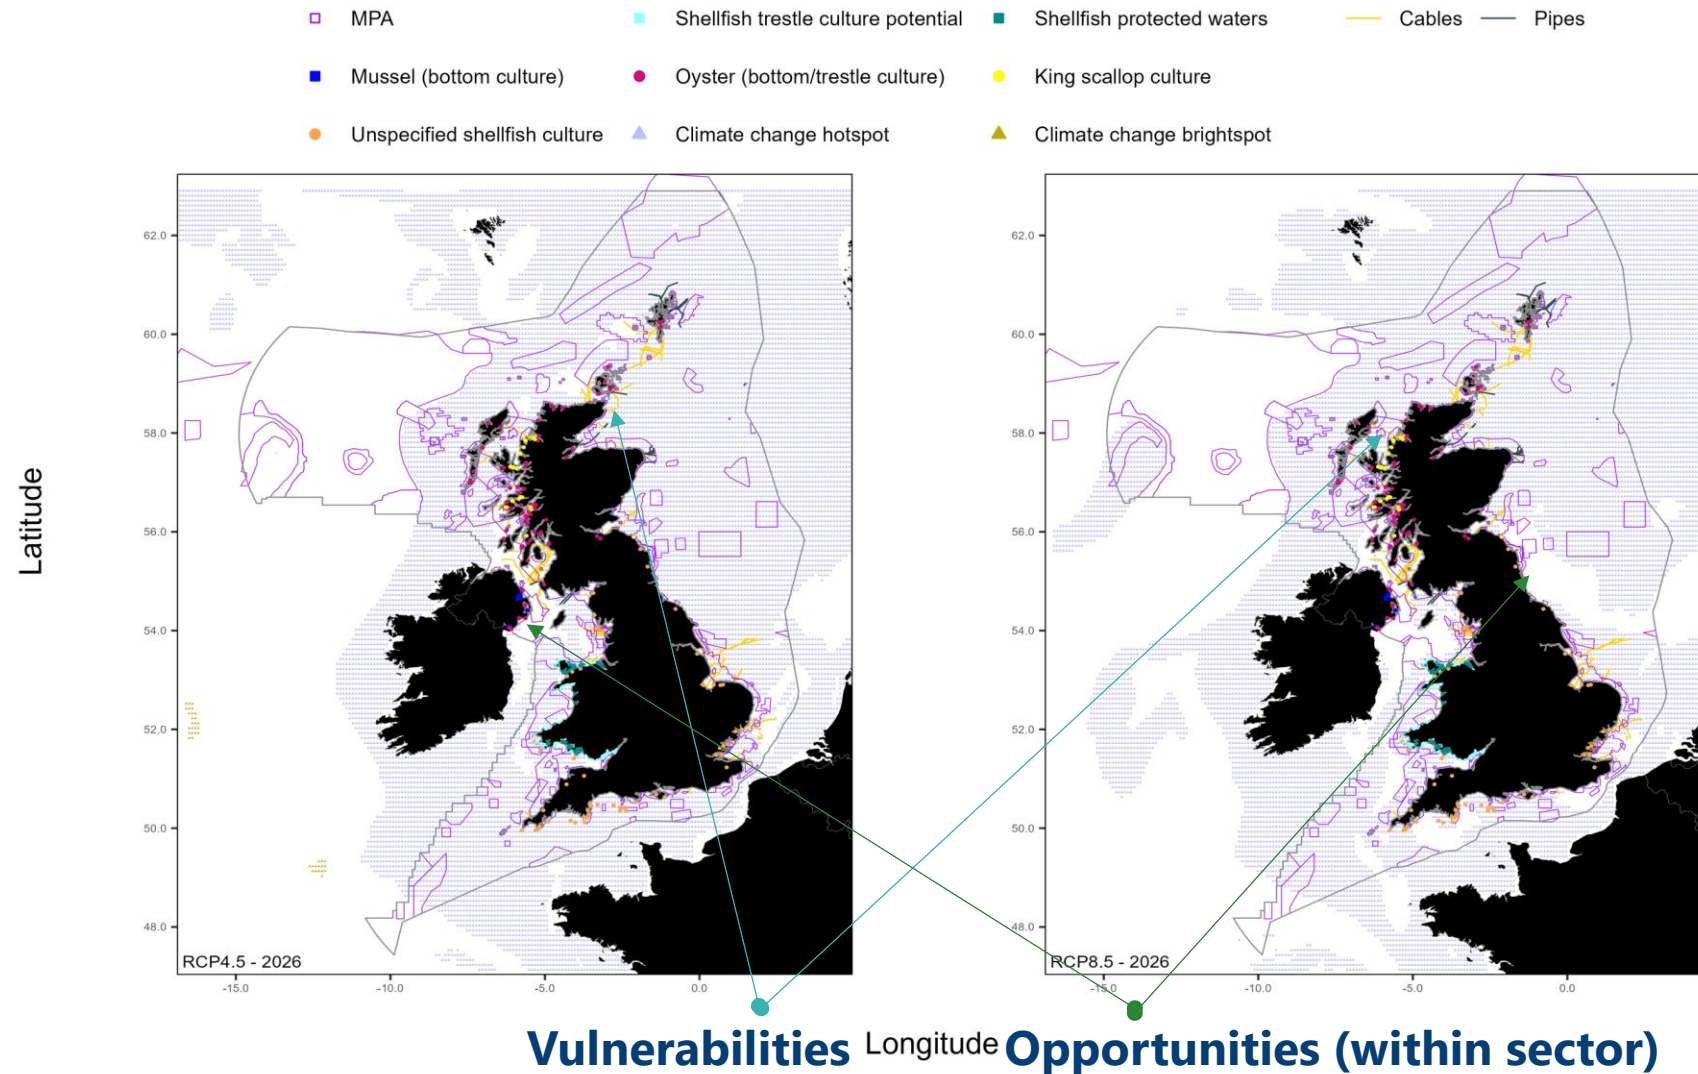 MPA
Shellfish trestle culture potential
Shellfish protected waters
Cables
Pipes
Mussel (bottom culture)
Oyster (bottom/trestle culture)
King scallop culture
Unspecified shellfish culture
Climate change hotspot
Climate change brightspot
Latitude
62.0
60.0
58.0
56.0
54.0
52.0
50.0
48.0
RCP4.5 - 2026
-15.0
-10.0
-5.0
0.0
62.0
60.0
58.0
56.0
54.0
52.0
50.0
48.0
RCP8.5 - 2026
-15.0
-10.0
-5.0
0.0
Vulnerabilities
Longitude
Opportunities (within sector)